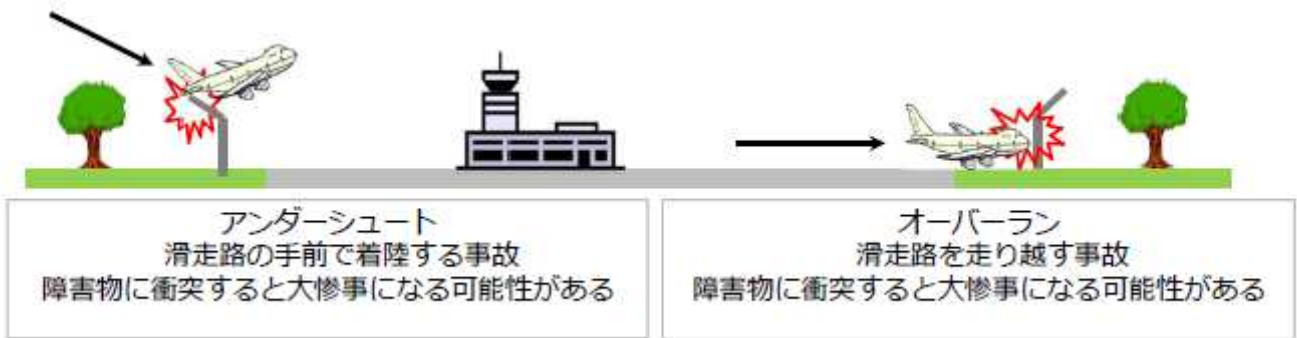 アンダーシュート
滑走路の手前で着陸する事故
障害物に衝突すると大惨事になる可能性がある
オーバーラン
滑走路を走り越す事故
障害物に衝突すると大惨事になる可能性がある